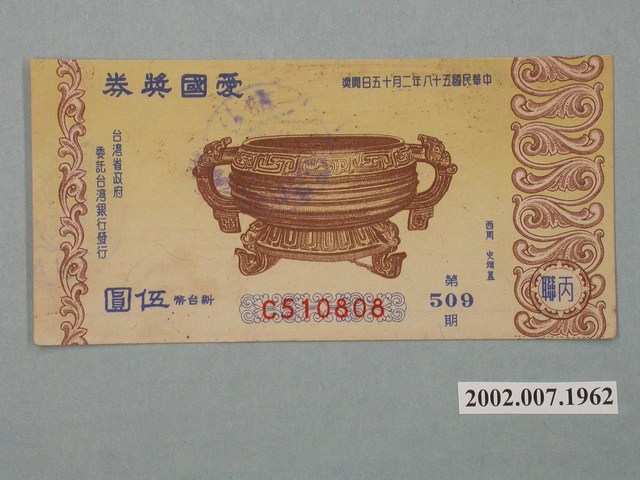 中華民國五十八年二月十五日開獎
愛國獎券
台灣省政府
委託台灣銀行發行
西周 史頌簋
第
509
期
新台幣伍圓
C510808
丙聯
2002.007.1962